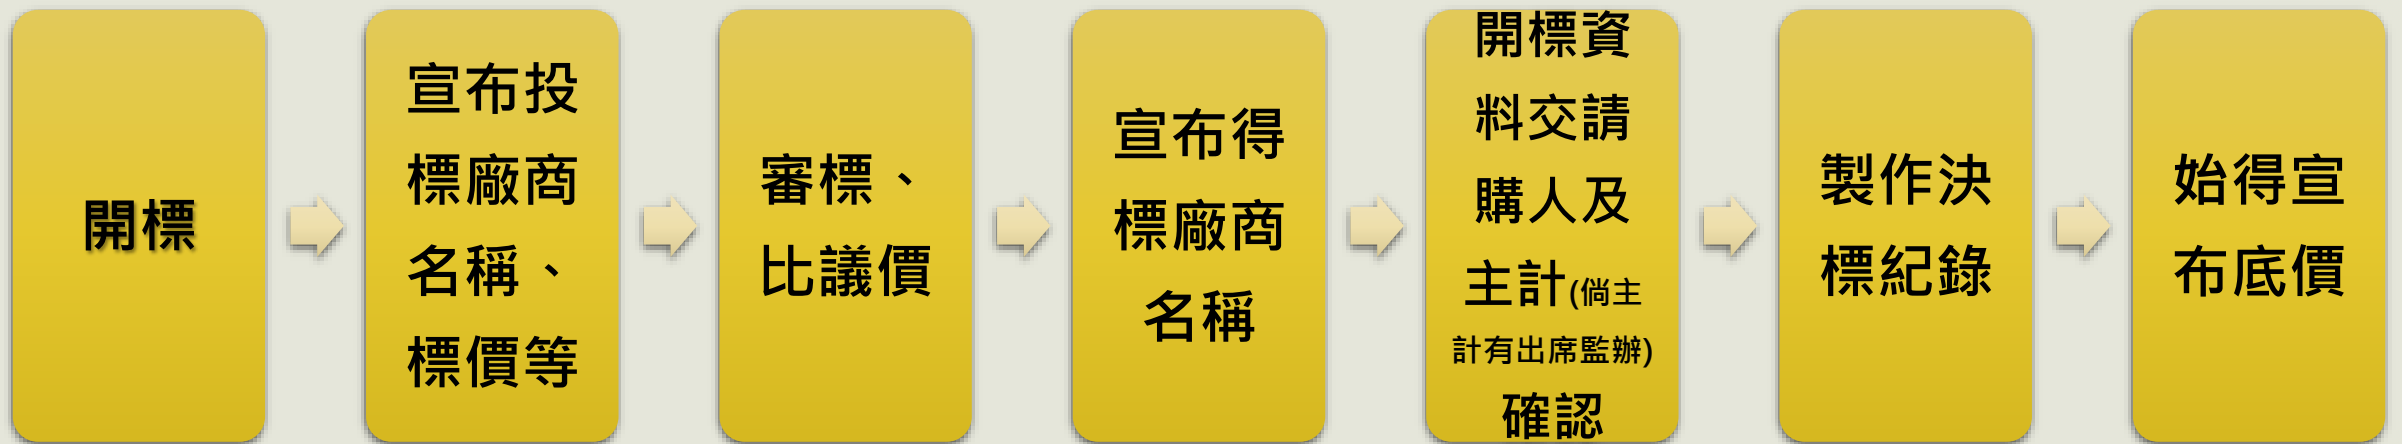 開標
宣布投
標廠商
名稱、
標價等
審標、
比議價
宣布得
標廠商
名稱
開標資
料交請
購人及
主計(倘主
計有出席監辦)
確認
製作決
標紀錄
始得宣
布底價